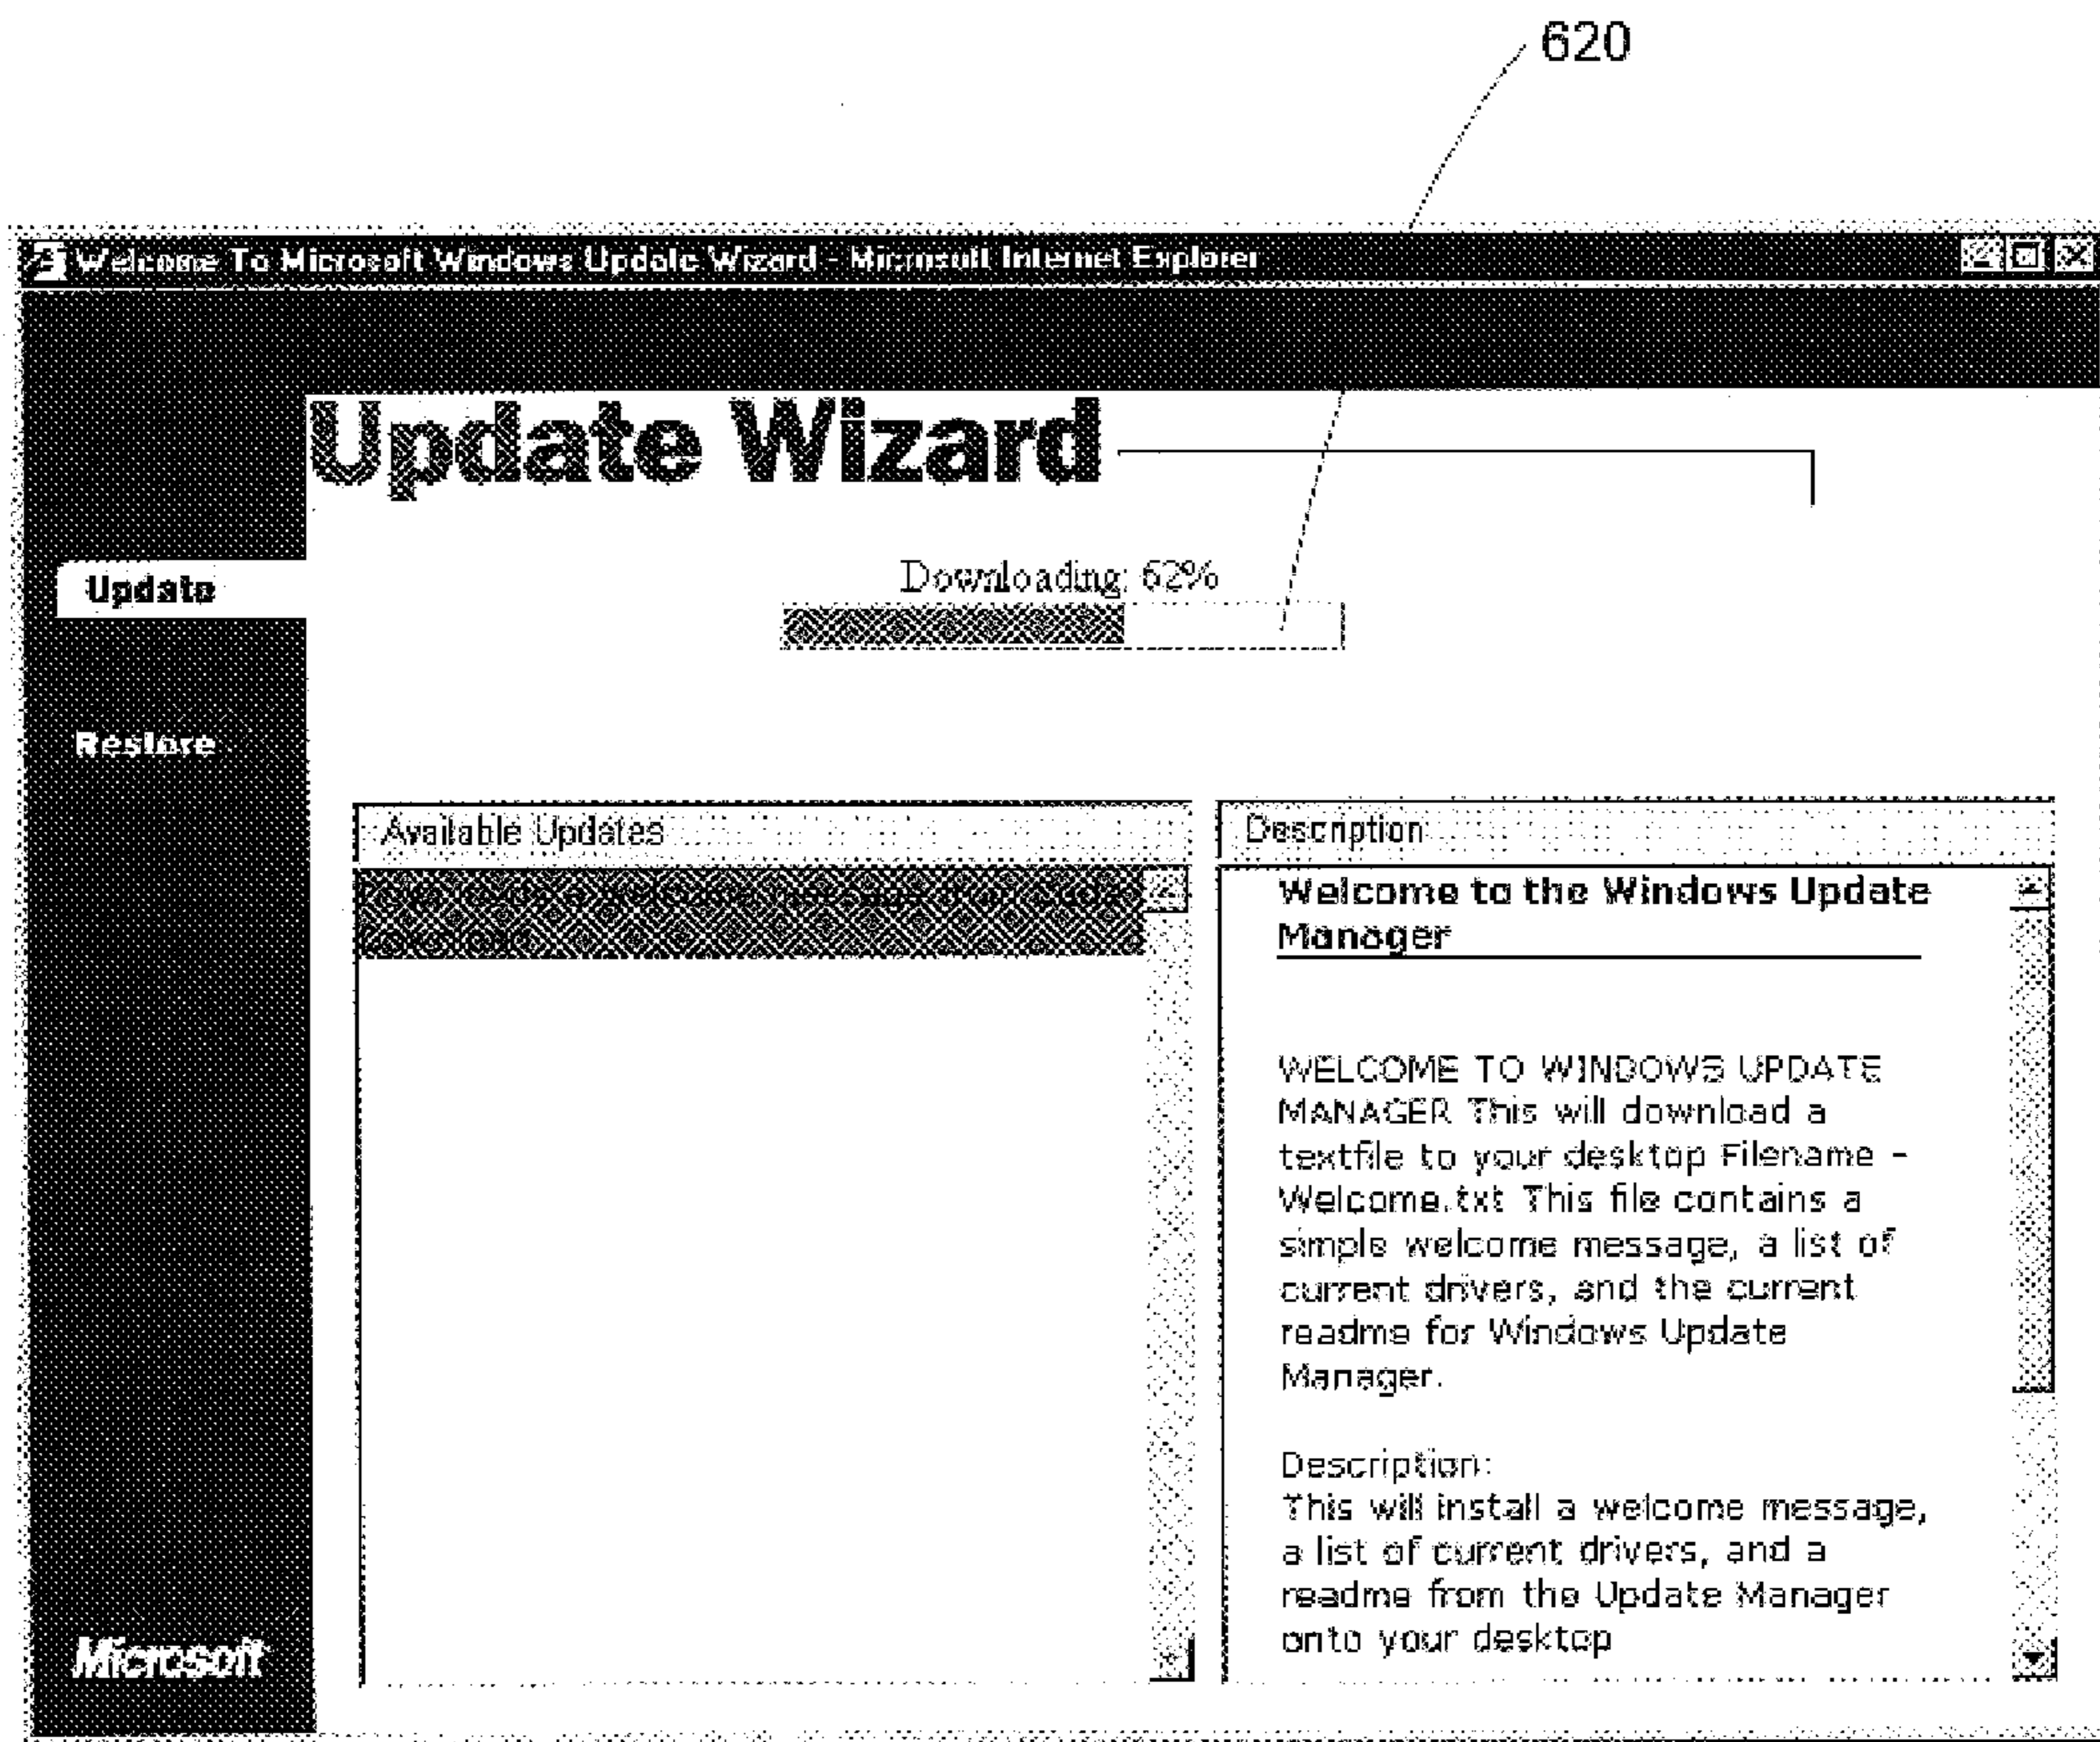 620
Welcome To Microsoft Windows Update Wizard - Microsoft Internet Explorer
Update Wizard
Downloading: 62%
Update
Restore
Available Updates
Description
Welcome to the Windows Update
Manager
WELCOME TO WINDOWS UPDATE
MANAGER This will download a
textfile to your desktop Filename -
Welcome.txt This file contains a
simple welcome message, a list of
current drivers, and the current
readme for Windows Update
Manager.
Description:
This will install a welcome message,
a list of current drivers, and a
readme from the Update Manager
onto your desktop
Microsoft